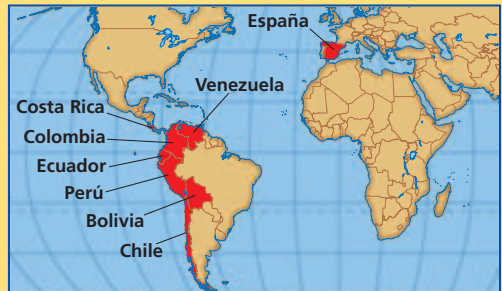 España
Venezuela
Costa Rica
Colombia
Ecuador
Perú
Bolivia
Chile